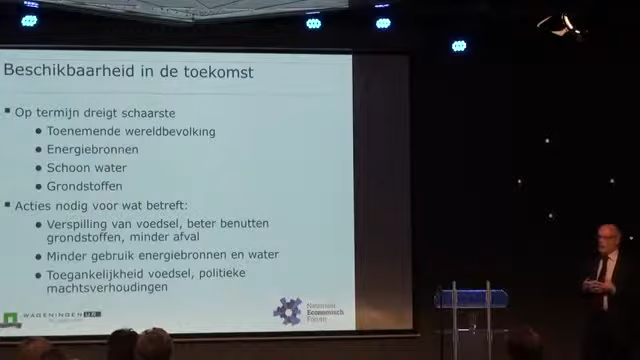 Beschikbaarheid in de toekomst
Op termijn dreigt schaarste
Toenemende wereldbevolking
Energiebronnen
Schoon water
Grondstoffen
Acties nodig voor wat betreft:
Verspilling van voedsel, beter benutten
grondstoffen, minder afval
Minder gebruik energiebronnen en water
Toegankelijkheid voedsel, politieke
machtsverhoudingen
WAGENINGEN UR
Economisch
Forum